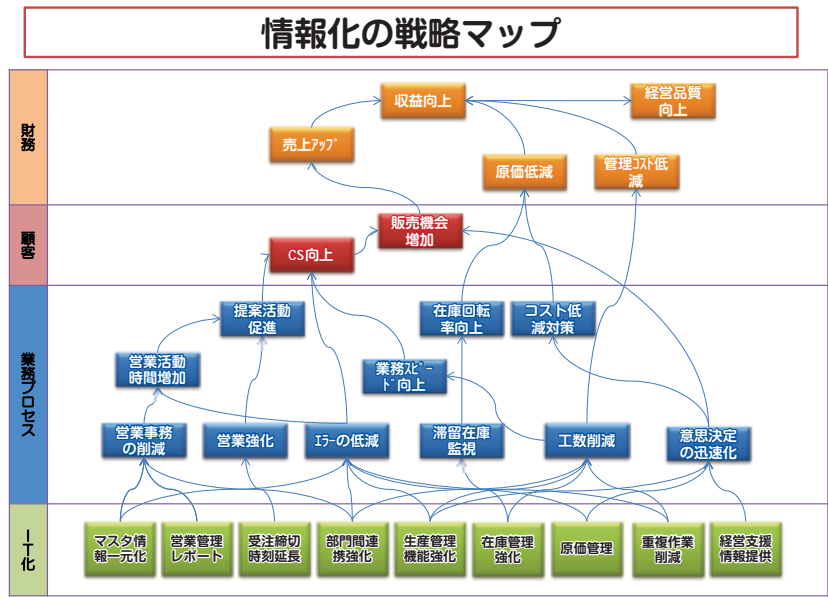 情報化の戦略マップ
財務
収益向上
経営品質
向上
売上ｱｯﾌﾟ
原価低減
管理ｺｽﾄ低
減
顧客
販売機会
増加
CS向上
業務プロセス
提案活動
促進
在庫回転
率向上
コスト低
減対策
営業活動
時間増加
業務ｽﾋﾟｰ
ﾄﾞ向上
営業事務
の削減
営業強化
ｴﾗｰの低減
滞留在庫
監視
工数削減
意思決定
の迅速化
IT化
マスタ情
報一元化
営業管理
レポート
受注締切
時刻延長
部門間連
携強化
生産管理
機能強化
在庫管理
強化
原価管理
重複作業
削減
経営支援
情報提供